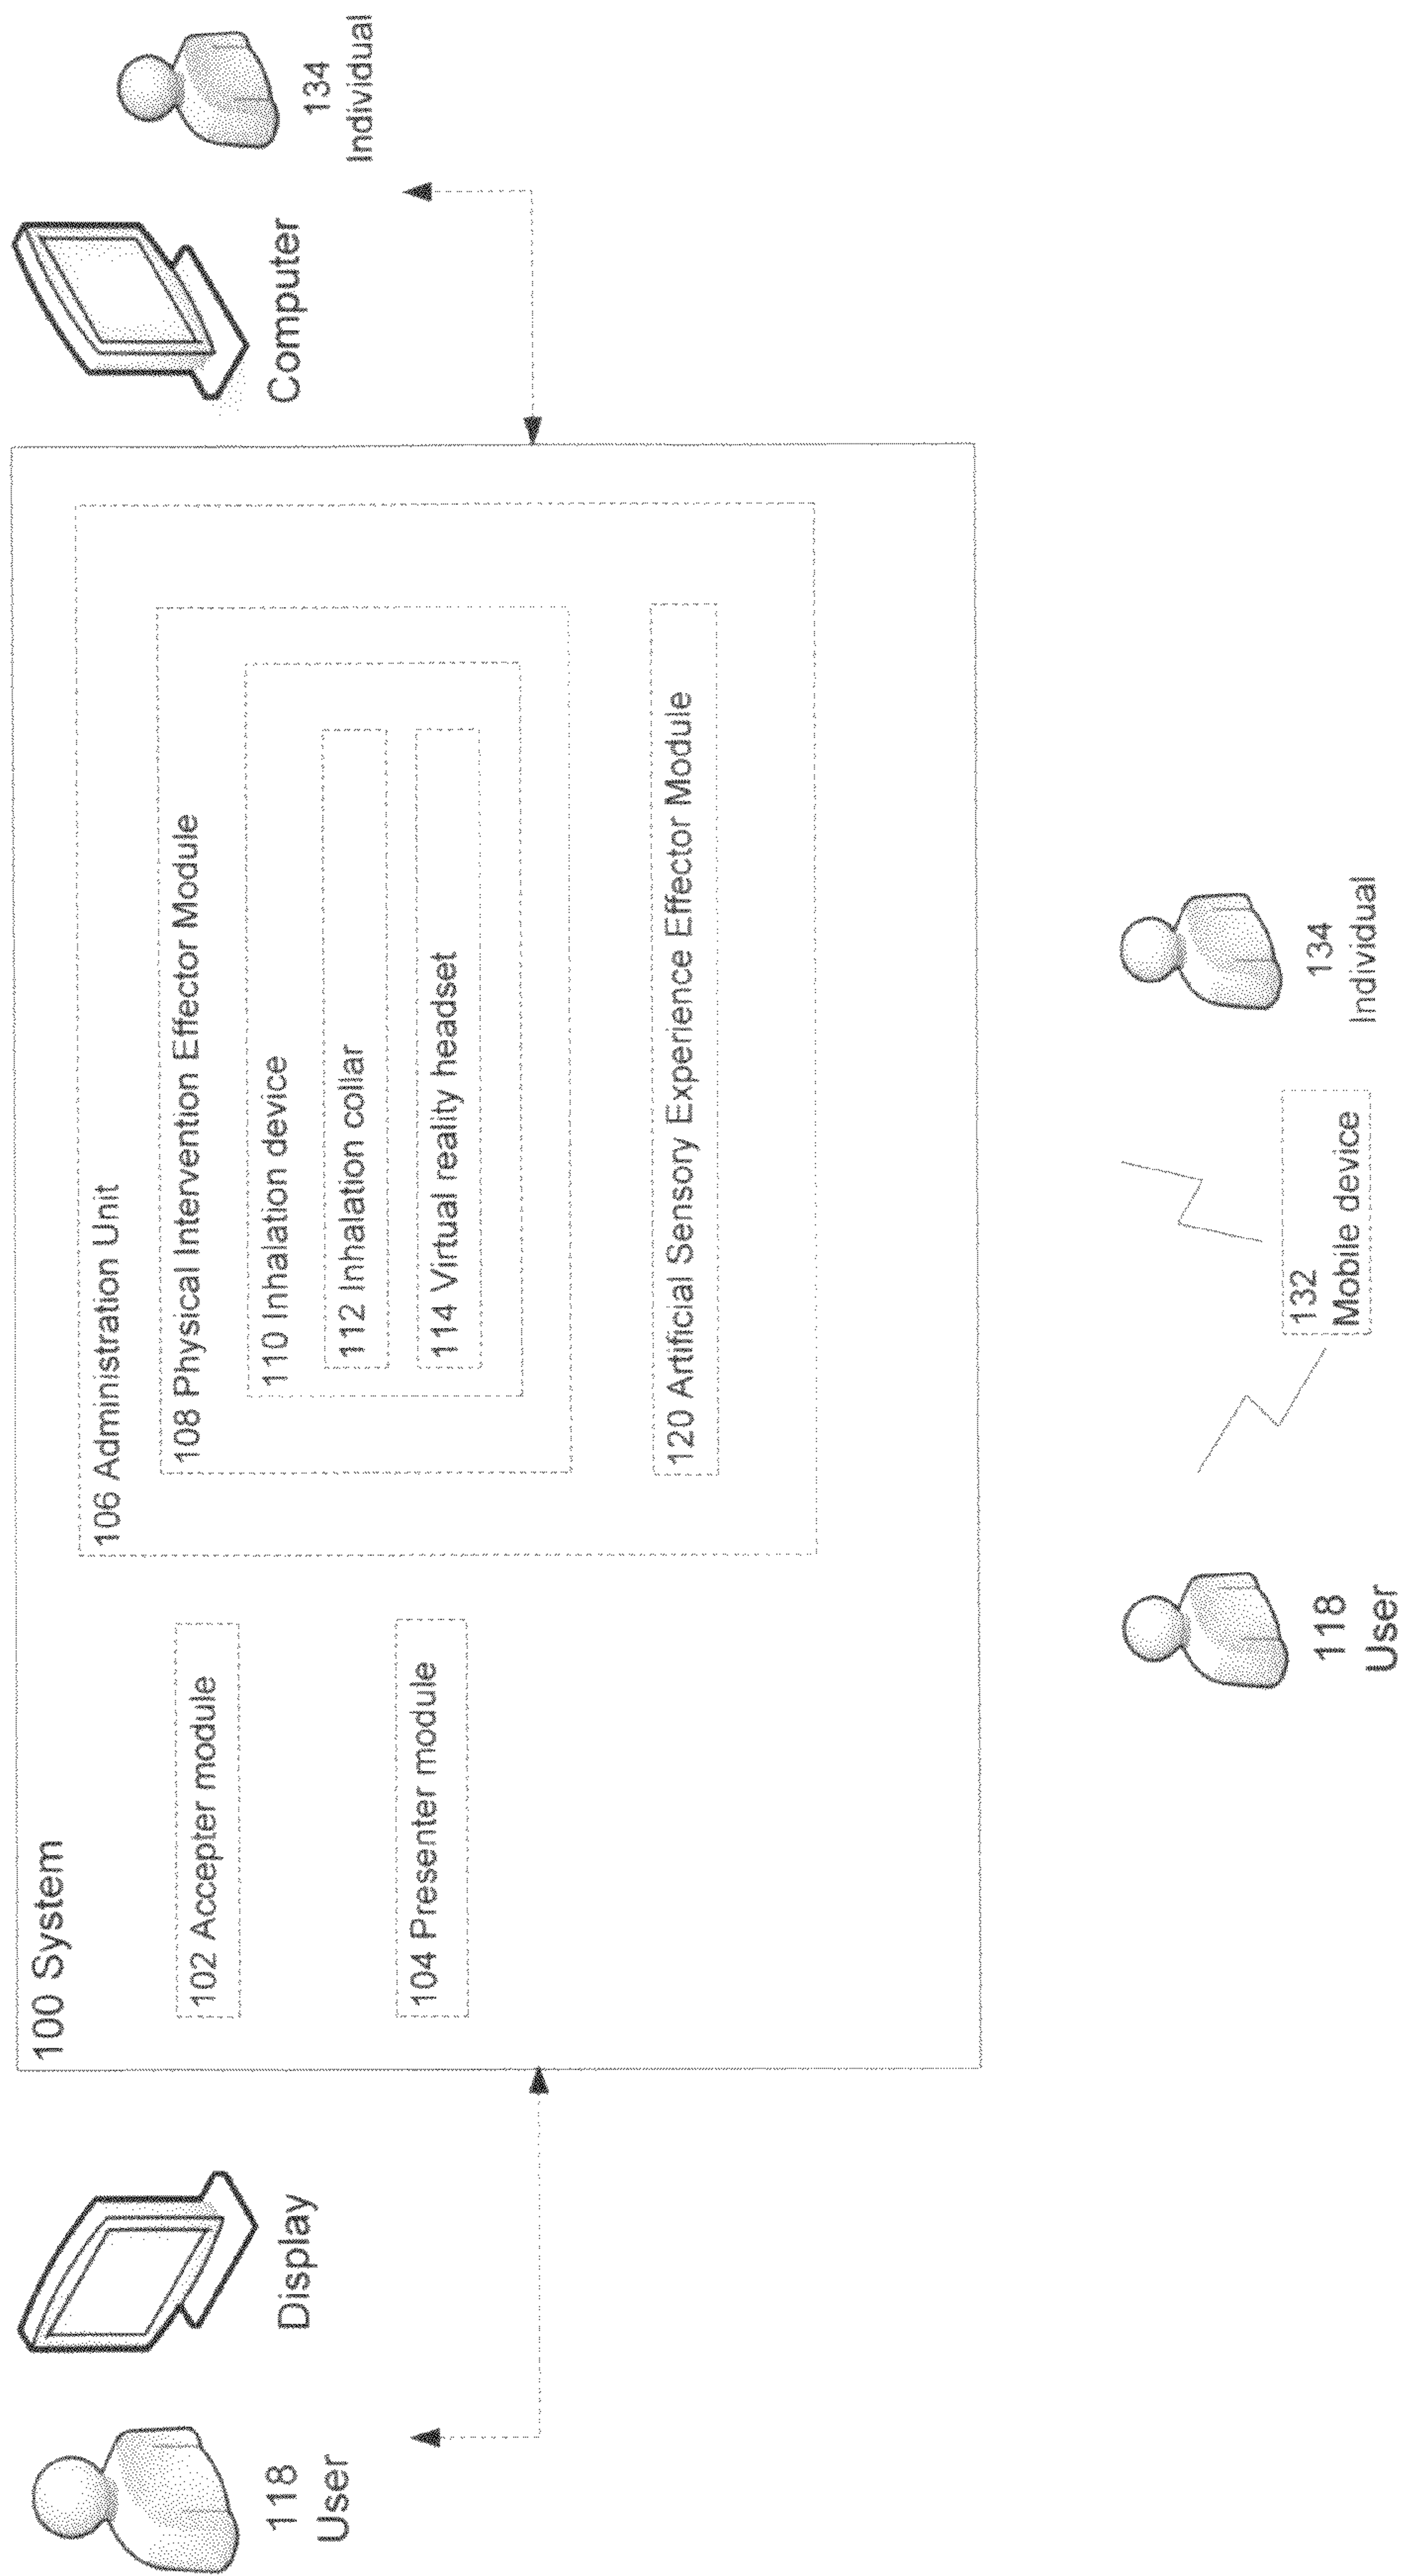 100 System
102 Accepter module
104 Presenter module
106 Administration Unit
108 Physical Intervention Effector Module
110 Inhalation device
112 Inhalation collar
114 Virtual reality headset
120 Artificial Sensory Experience Effector Module
118
User
Display
Computer
134
Individual
118
User
132
Mobile device
134
Individual